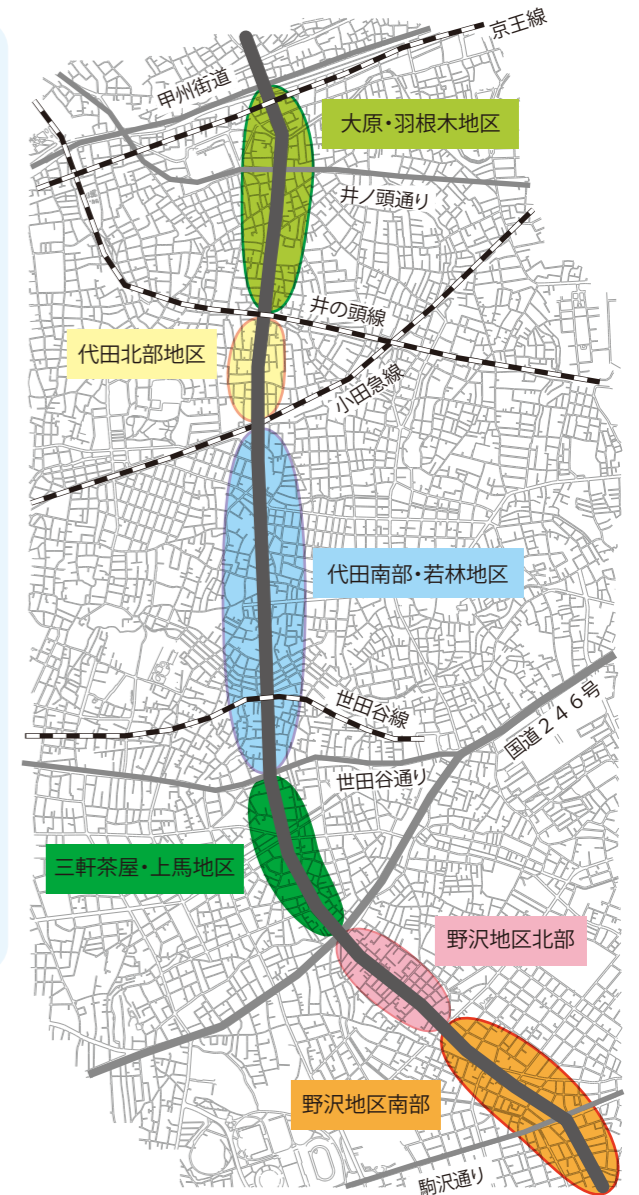 京王線
甲州街道
大原・羽根木地区
井ノ頭通り
井の頭線
代田北部地区
小田急線
代田南部・若林地区
世田谷線
国道246号
世田谷通り
三軒茶屋・上馬地区
野沢地区北部
野沢地区南部
駒沢通り